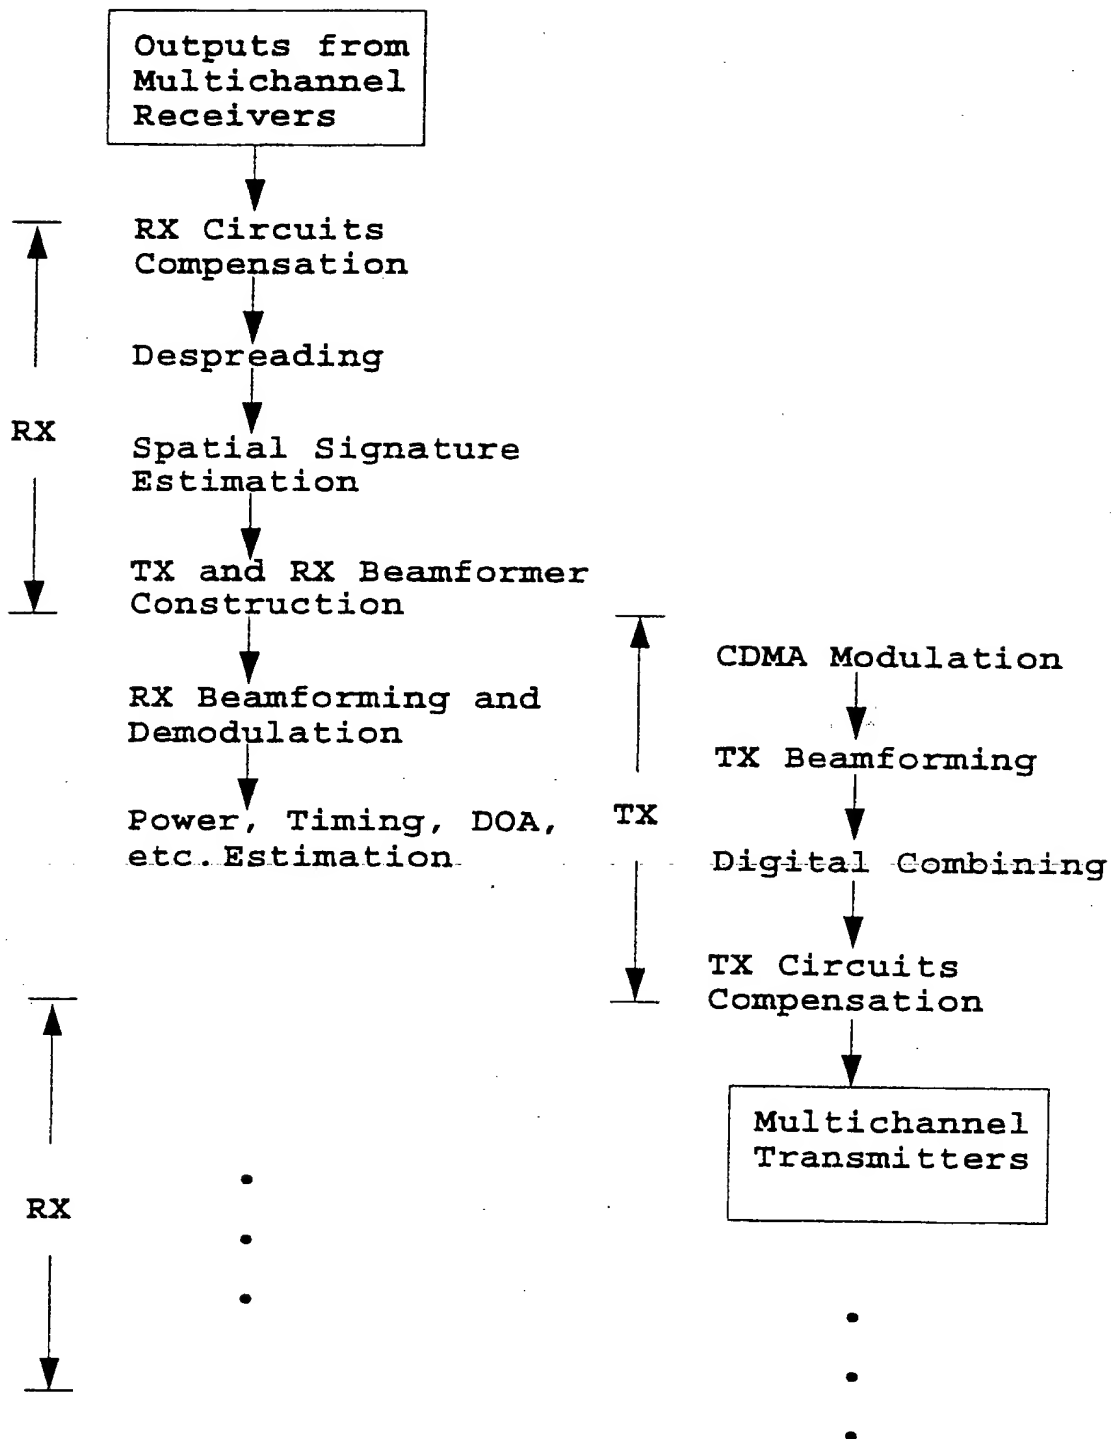 Outputs from
Multichannel
Receivers
RX Circuits
Compensation
Despreading
RX
Spatial Signature
Estimation
TX and RX Beamformer
Construction
RX Beamforming and
Demodulation
Power, Timing, DOA,
etc. Estimation
CDMA Modulation
TX Beamforming
TX
Digital Combining
TX Circuits
Compensation
Multichannel
Transmitters
RX